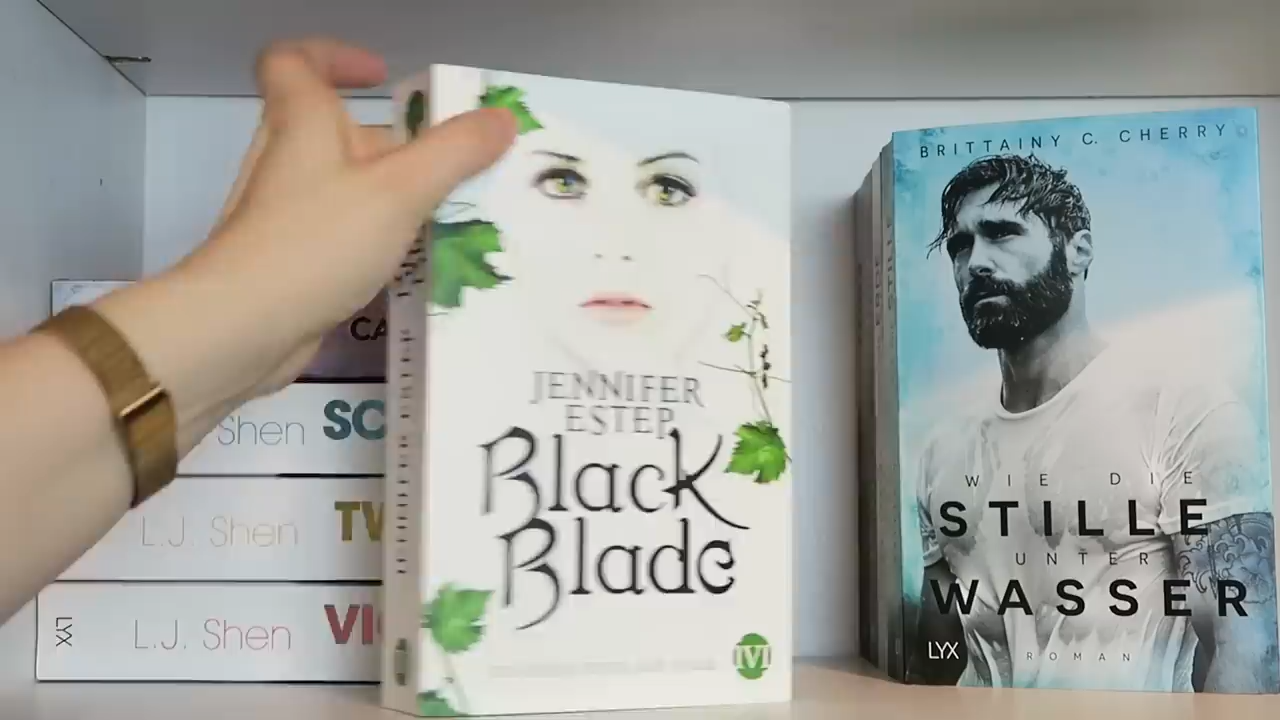 JENNIFER
ESTEP
Black
Blade
IVI
BRITTAINY C. CHERRY
WIE DIE
STILLE
UNTER
WASSER
LYX
ROMAN
CA
Shen SC
L.J. Shen TW
LYX L.J. Shen VI